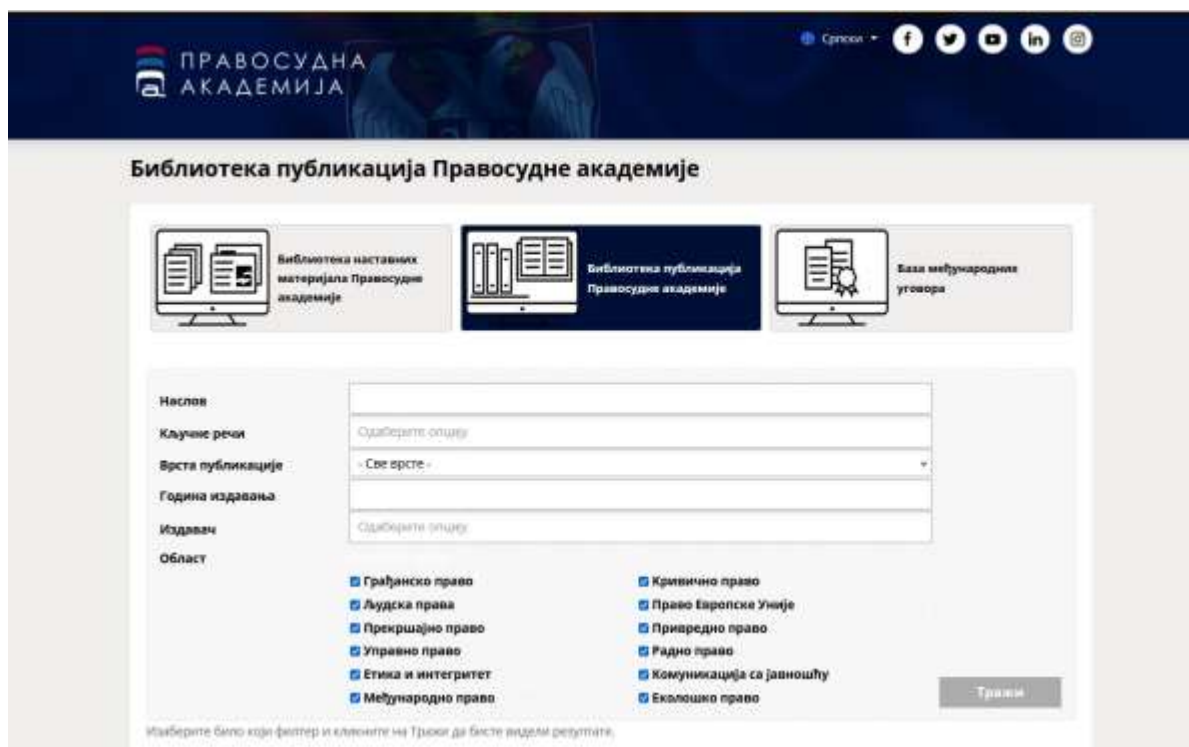 ПРАВОСУДНА
АКАДЕМИЈА
Српски
Библиотека публикација Правосудне академије
Библиотека наставних
материјала Правосудне
академије
Библиотека публикација
Правосудне академије
База међународних
уговора
Наслов
Кључне речи
Одаберите опцију
Врста публикације
- Све врсте -
Година издавања
Издавач
Одаберите опцију
Област
Грађанско право
Кривично право
Људска права
Право Европске Уније
Прекршајно право
Привредно право
Управно право
Радно право
Етика и интегритет
Комуникација са јавношћу
Међународно право
Еколошко право
Тражи
Изаберите било који филтер и кликните на Тражи да бисте видели резултате.